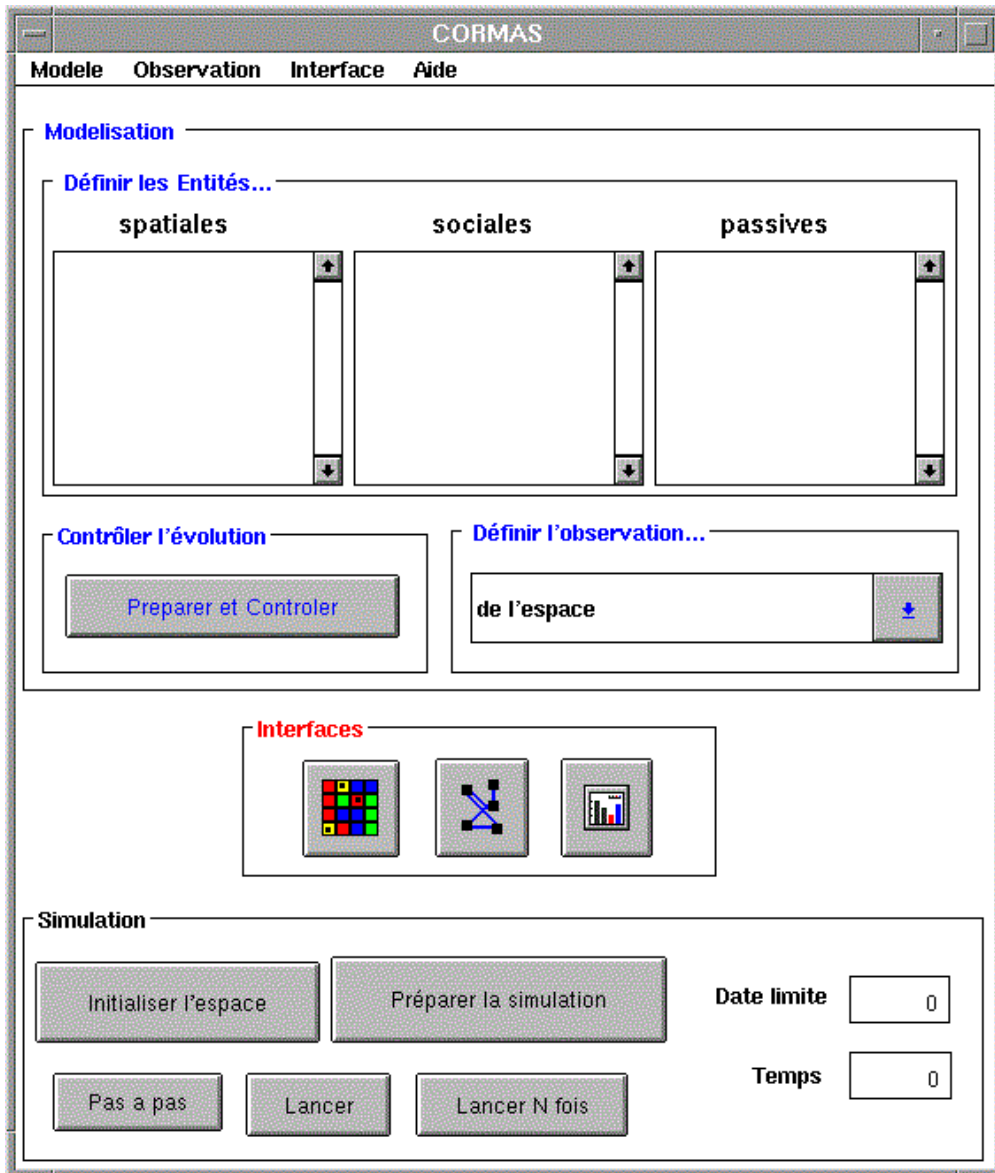 CORMAS
Modele Observation Interface Aide
Modelisation
Définir les Entités...
spatiales sociales passives
Contrôler l'évolution
Définir l'observation...
Preparer et Controler
de l'espace
Interfaces
Simulation
Initialiser l'espace
Préparer la simulation
Date limite 0
Temps 0
Pas a pas
Lancer
Lancer N fois